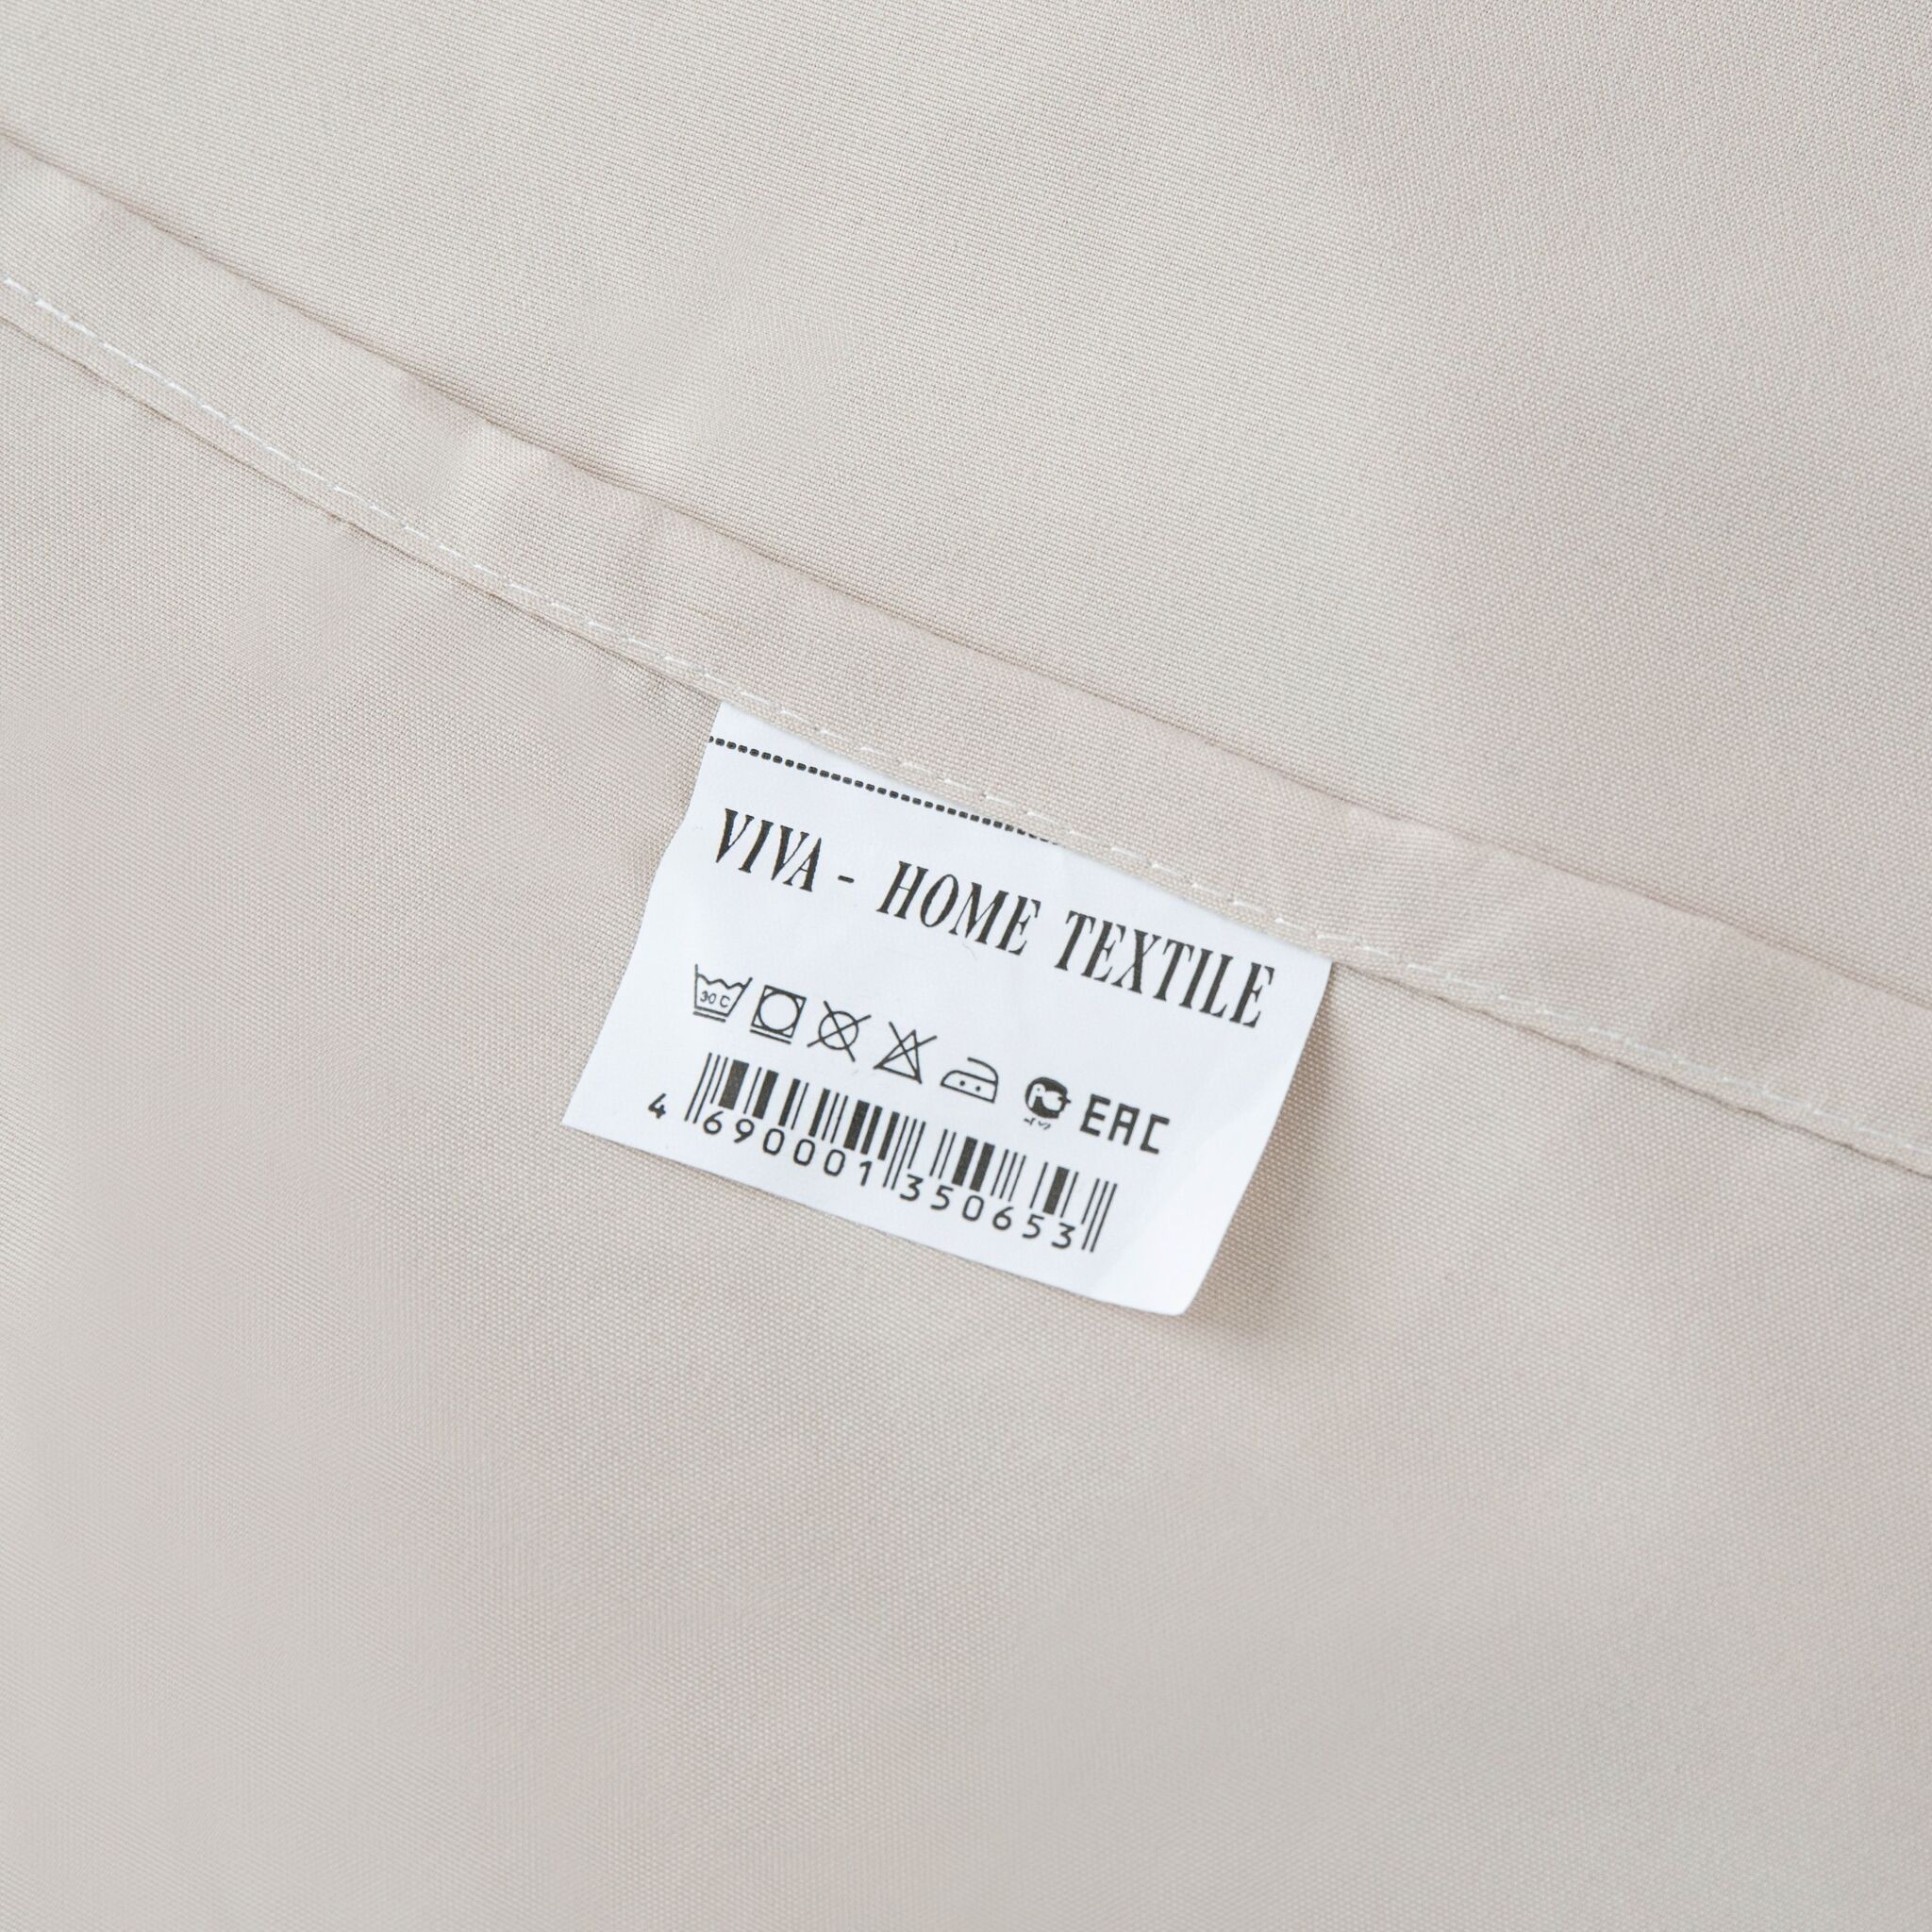 VIVA - HOME TEXTILE
30 C
EAC
4 690001 350653